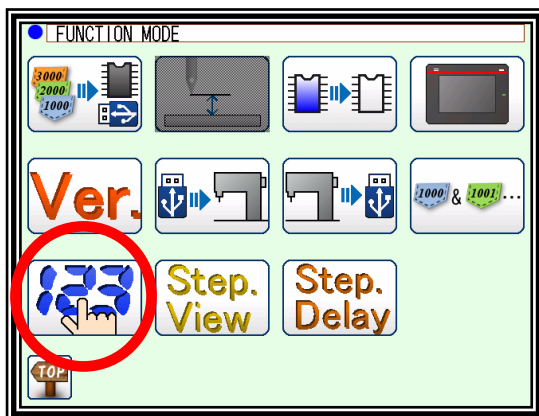 FUNCTION MODE
3000
2000
1000
Ver.
1000 & 1001 ...
123
Step.
View
Step.
Delay
TOP